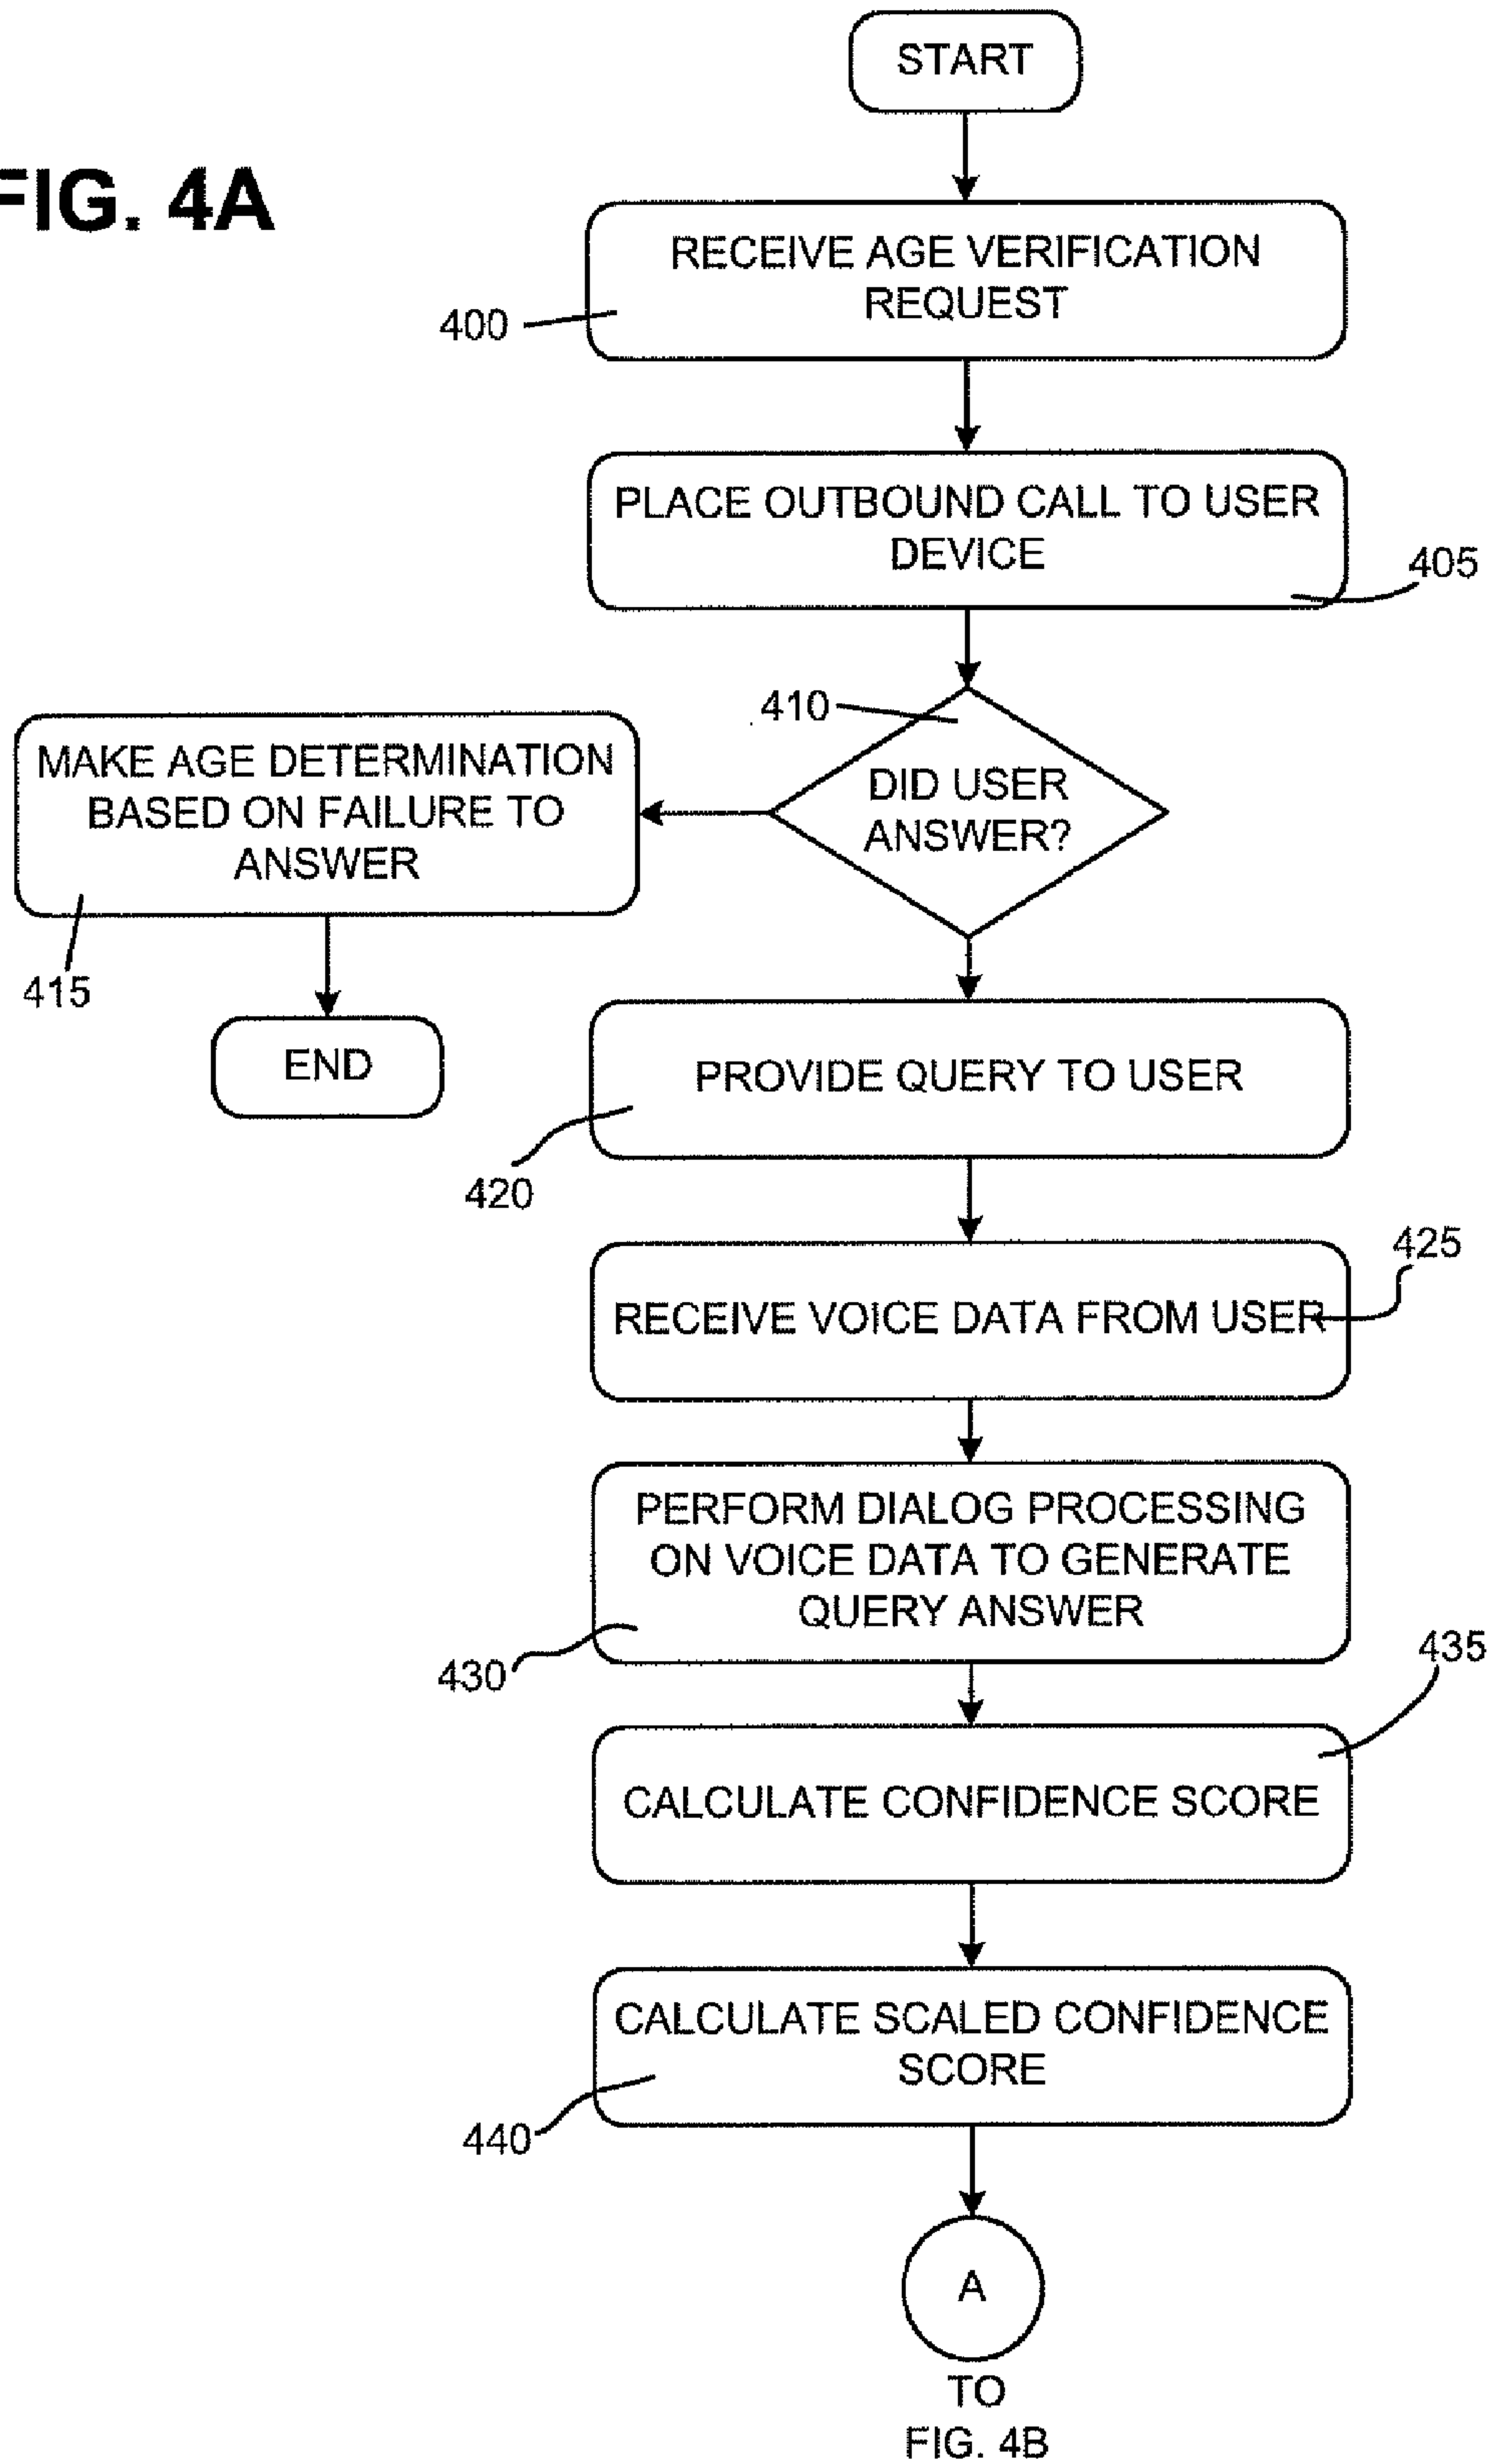 START
FIG. 4A
RECEIVE AGE VERIFICATION
REQUEST
400
PLACE OUTBOUND CALL TO USER
DEVICE
405
410
DID USER
ANSWER?
MAKE AGE DETERMINATION
BASED ON FAILURE TO
ANSWER
415
END
PROVIDE QUERY TO USER
420
425
RECEIVE VOICE DATA FROM USER
PERFORM DIALOG PROCESSING
ON VOICE DATA TO GENERATE
QUERY ANSWER
430
435
CALCULATE CONFIDENCE SCORE
CALCULATE SCALED CONFIDENCE
SCORE
440
A
TO
FIG. 4B